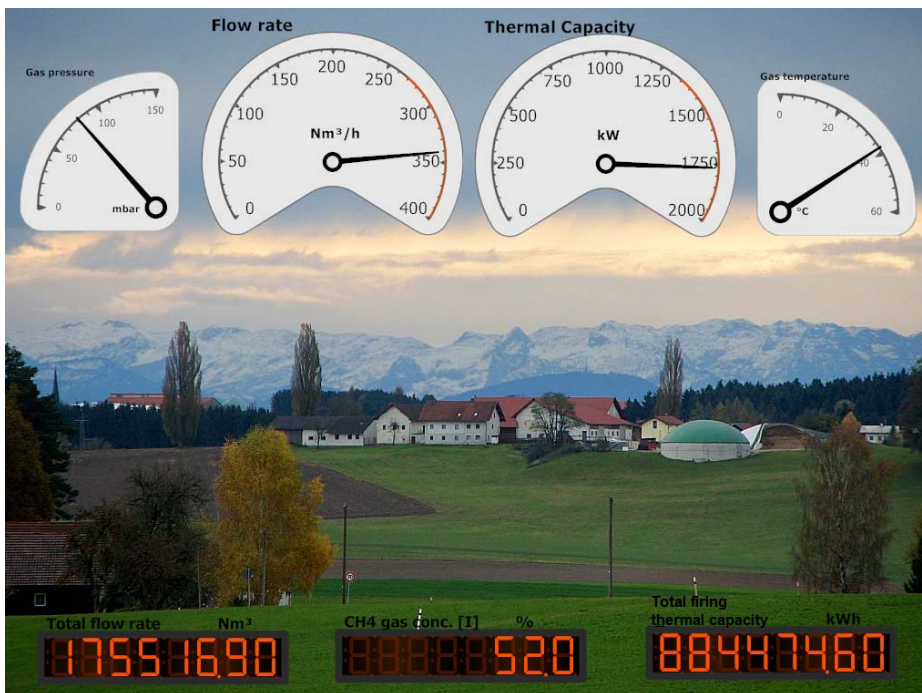 Flow rate
Thermal Capacity
Gas pressure
Gas temperature
0
50
100
150
mbar
0
50
100
150
200
250
300
350
400
Nm³/h
0
250
500
750
1000
1250
1500
1750
2000
kW
0
20
40
60
°C
Total flow rate Nm³
175516.90
CH4 gas conc. [I] %
52.0
Total firing
thermal capacity kWh
884474.60